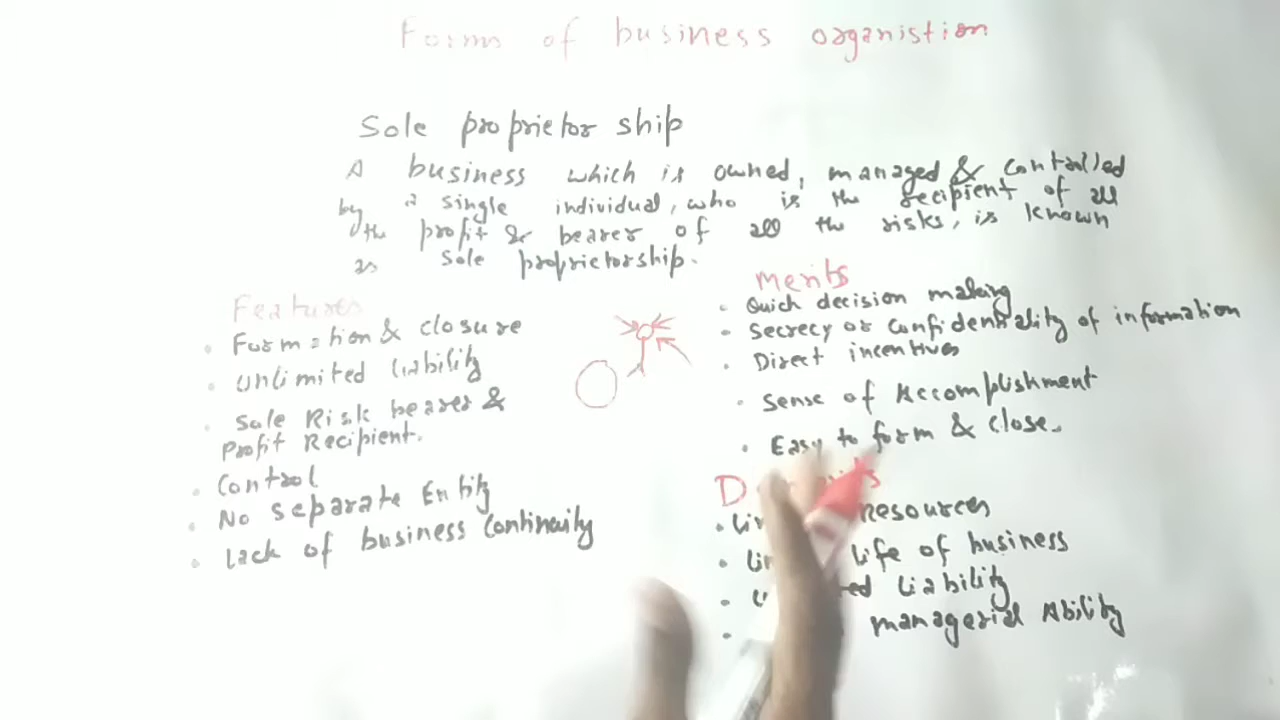 Forms of business organistion
Sole proprietor ship
A business which is owned, managed & controlled
by a single individual, who is the recipient of all
the profit & bearer of all the risks, is known
as sole proprietorship.
Features
• Formation & closure
• Unlimited liability
• Sole Risk bearer &
Profit Recipient.
• Control
• No separate Entity
• Lack of business continuity
Merits
• Quick decision making
• Secrecy or confidentiality of information
• Direct incentives
• Sense of Accomplishment
• Easy to form & close.
D
• Resources
• life of business
• liability
• managerial Ability